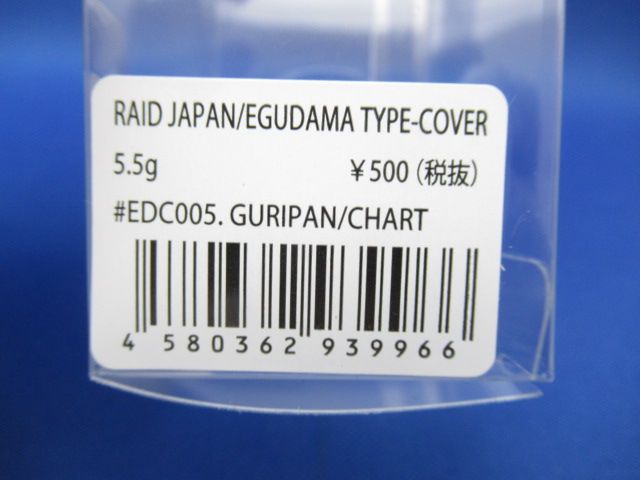 RAID JAPAN/EGUDAMA TYPE-COVER
5.5g ￥500（税抜）
#EDC005. GURIPAN/CHART
4 580362 939966